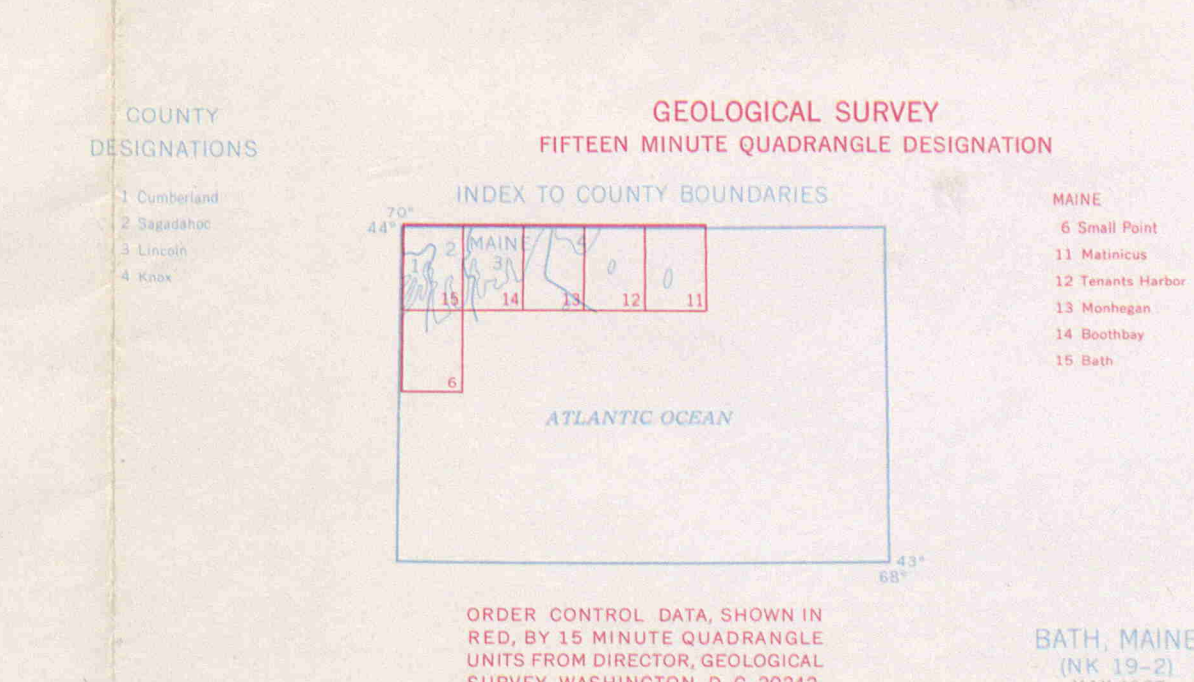 COUNTY
DESIGNATIONS
1 Cumberland
2 Sagadahoc
3 Lincoln
4 Knox
GEOLOGICAL SURVEY
FIFTEEN MINUTE QUADRANGLE DESIGNATION
INDEX TO COUNTY BOUNDARIES
70°
44°
MAINE
1
2
3
4
15
14
13
12
11
6
ATLANTIC OCEAN
43°
68°
MAINE
6 Small Point
11 Matinicus
12 Tenants Harbor
13 Monhegan
14 Boothbay
15 Bath
ORDER CONTROL DATA, SHOWN IN
RED, BY 15 MINUTE QUADRANGLE
UNITS FROM DIRECTOR, GEOLOGICAL
SURVEY, WASHINGTON, D. C. 20242
BATH, MAINE
(NK 19-2)